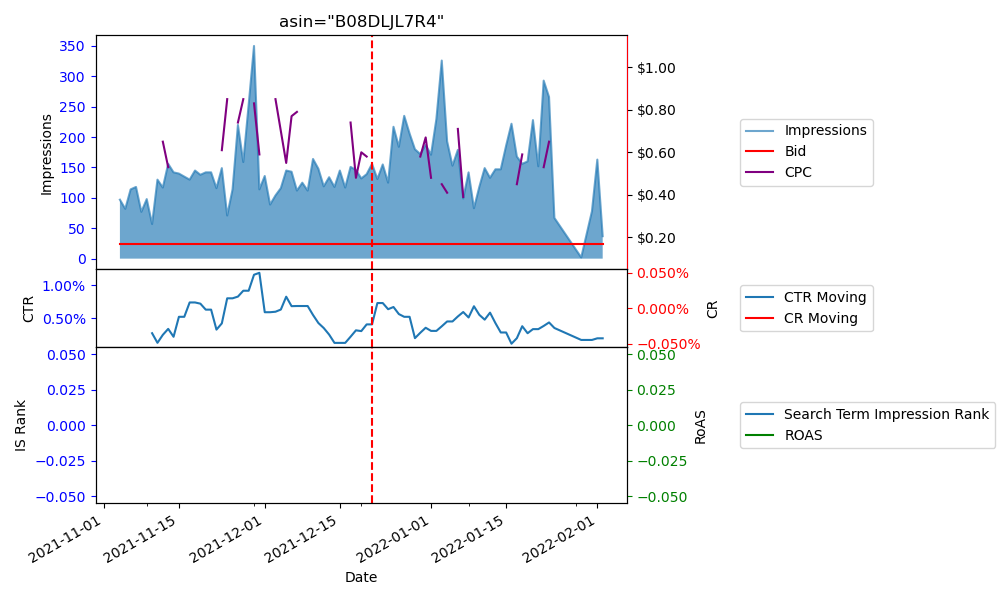 asin="B08DLJL7R4"
Impressions
350
300
250
200
150
100
50
0
$1.00
$0.80
$0.60
$0.40
$0.20
Impressions
Bid
CPC
CTR
1.00%
0.50%
0.050%
0.000%
−0.050%
CR
CTR Moving
CR Moving
IS Rank
0.050
0.025
0.000
−0.025
−0.050
0.050
0.025
0.000
−0.025
−0.050
RoAS
Search Term Impression Rank
ROAS
2021-11-01
2021-11-15
2021-12-01
2021-12-15
2022-01-01
2022-01-15
2022-02-01
Date